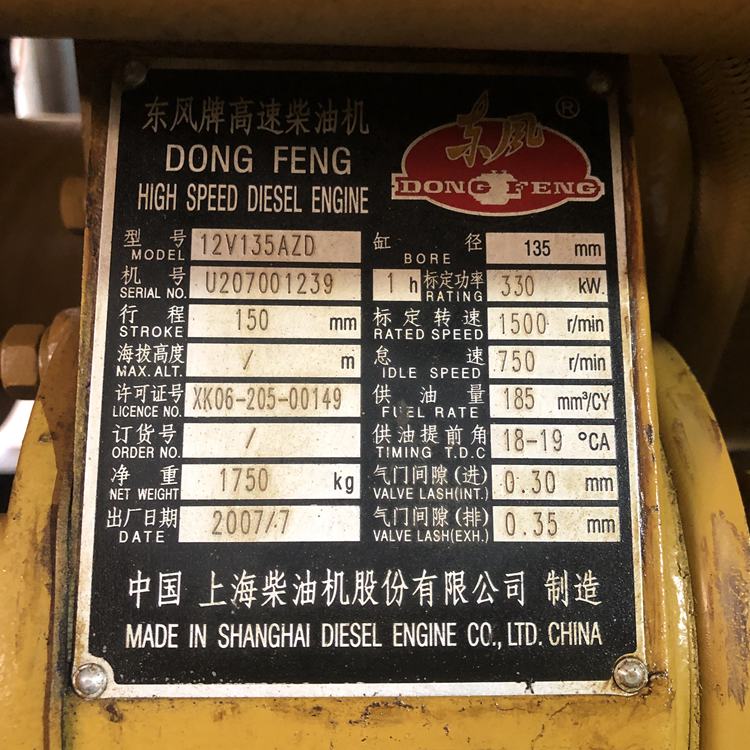 东风牌高速柴油机
DONG FENG
HIGH SPEED DIESEL ENGINE
东風 ®
DONG FENG
型号 MODEL 12V135AZD
缸径 BORE 135 mm
机号 SERIAL NO. U207001239
1 h 标定功率 RATING 330 kW.
行程 STROKE 150 mm
标定转速 RATED SPEED 1500 r/min
海拔高度 MAX. ALT. / m
怠速 IDLE SPEED 750 r/min
许可证号 LICENCE NO. XK06-205-00149
供油量 FUEL RATE 185 mm³/CY
订货号 ORDER NO. /
供油提前角 TIMING T.D.C 18-19 °CA
净重 NET WEIGHT 1750 kg
气门间隙(进) VALVE LASH(INT.) 0.30 mm
出厂日期 DATE 2007/7
气门间隙(排) VALVE LASH(EXH.) 0.35 mm
中国 上海柴油机股份有限公司 制造
MADE IN SHANGHAI DIESEL ENGINE CO., LTD. CHINA